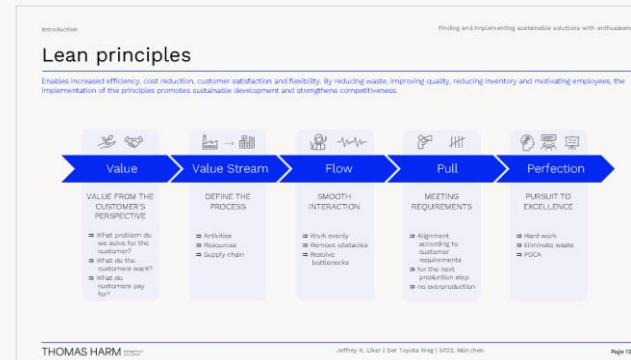 Introduction
Finding and implementing sustainable solutions with enthusiasm
Lean principles
Enables increased efficiency, cost reduction, customer satisfaction and flexibility. By reducing waste, improving quality, reducing inventory and motivating employees, the
implementation of the principles promotes sustainable development and strengthens competitiveness.
Value
Value Stream
Flow
Pull
Perfection
VALUE FROM THE
CUSTOMER'S
PERSPECTIVE
⇒ What problem do
we solve for the
customer?
⇒ What do the
customers want?
⇒ What do
customers pay
for?
DEFINE THE
PROCESS
⇒ Activities
⇒ Resources
⇒ Supply chain
SMOOTH
INTERACTION
⇒ Work evenly
⇒ Remove obstacles
⇒ Resolve
bottlenecks
MEETING
REQUIREMENTS
⇒ Alignment
according to
customer
requirements
⇒ for the next
production step
⇒ no overproduction
PURSUIT TO
EXCELLENCE
⇒ Hard work
⇒ Eliminate waste
⇒ PDCA
THOMAS HARM
Jeffrey K. Liker | Der Toyota Weg | 2022, München